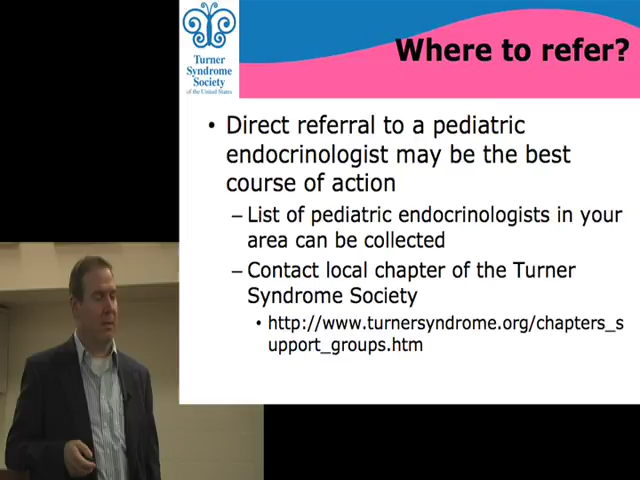 Turner
Syndrome
Society
of the United States
Where to refer?
• Direct referral to a pediatric
endocrinologist may be the best
course of action
– List of pediatric endocrinologists in your
area can be collected
– Contact local chapter of the Turner
Syndrome Society
• http://www.turnersyndrome.org/chapters_s
upport_groups.htm